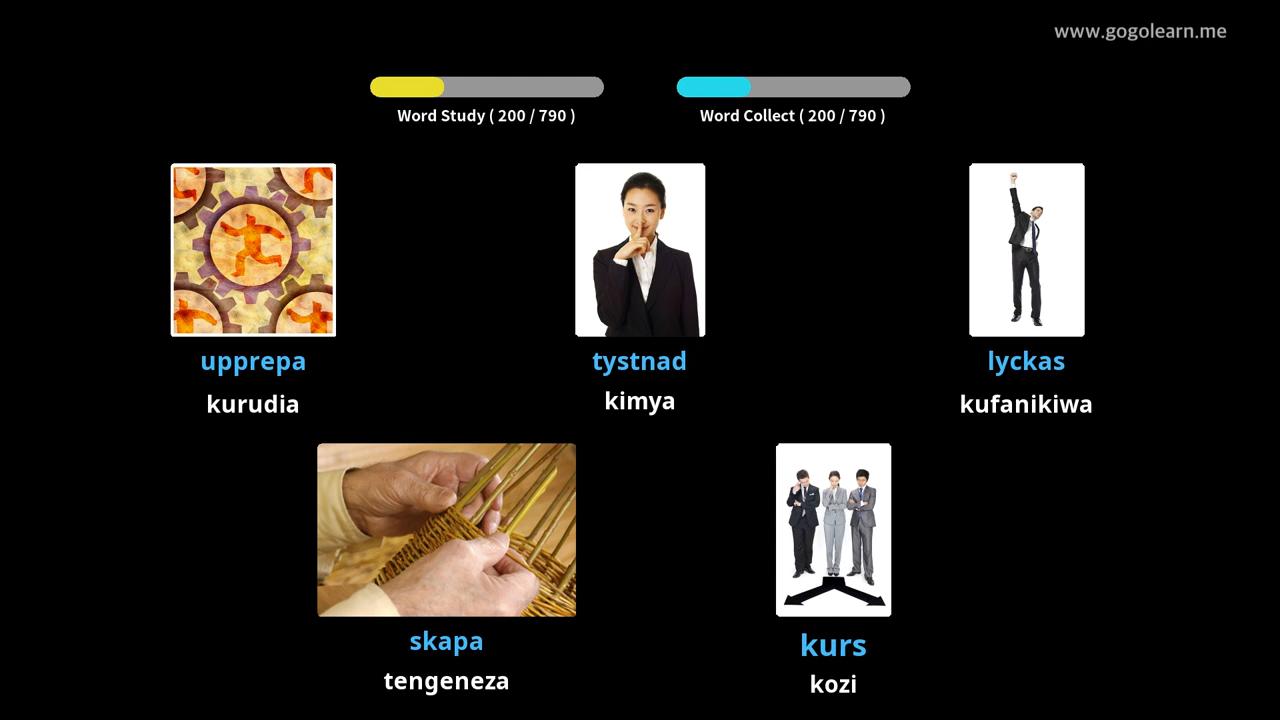 www.gogolearn.me
Word Study ( 200 / 790 )
Word Collect ( 200 / 790 )
upprepa
kurudia
tystnad
kimya
lyckas
kufanikiwa
skapa
tengeneza
kurs
kozi